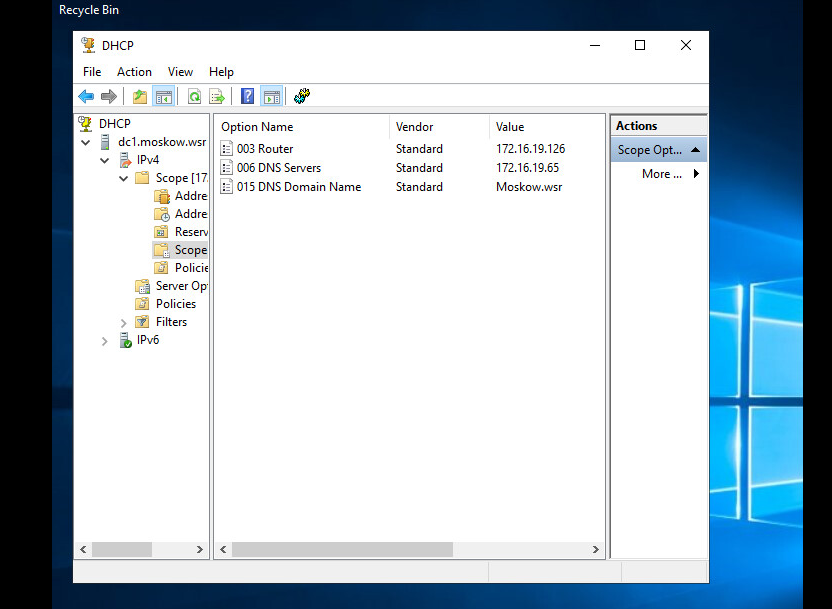 Recycle Bin
DHCP
File Action View Help
DHCP
dc1.moskow.wsr
IPv4
Scope [17
Addre
Addre
Reserv
Scope
Policie
Server Op
Policies
Filters
IPv6
Option Name Vendor Value
003 Router Standard 172.16.19.126
006 DNS Servers Standard 172.16.19.65
015 DNS Domain Name Standard Moskow.wsr
Actions
Scope Opt...
More ...